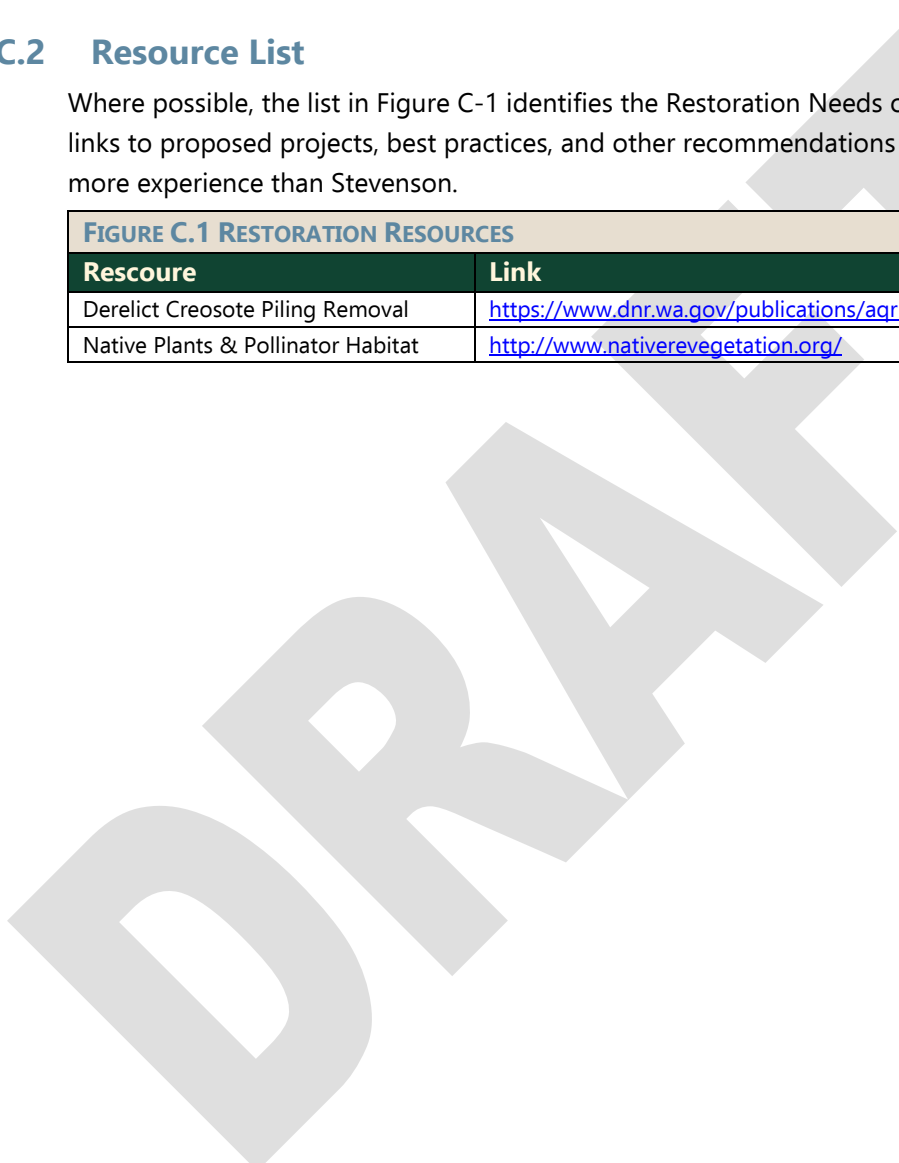 C.2 Resource List
Where possible, the list in Figure C-1 identifies the Restoration Needs
links to proposed projects, best practices, and other recommendations
more experience than Stevenson.
FIGURE C.1 RESTORATION RESOURCES
Rescoure Link
Derelict Creosote Piling Removal https://www.dnr.wa.gov/publications/aqr
Native Plants & Pollinator Habitat http://www.nativerevegetation.org/
DRAFT